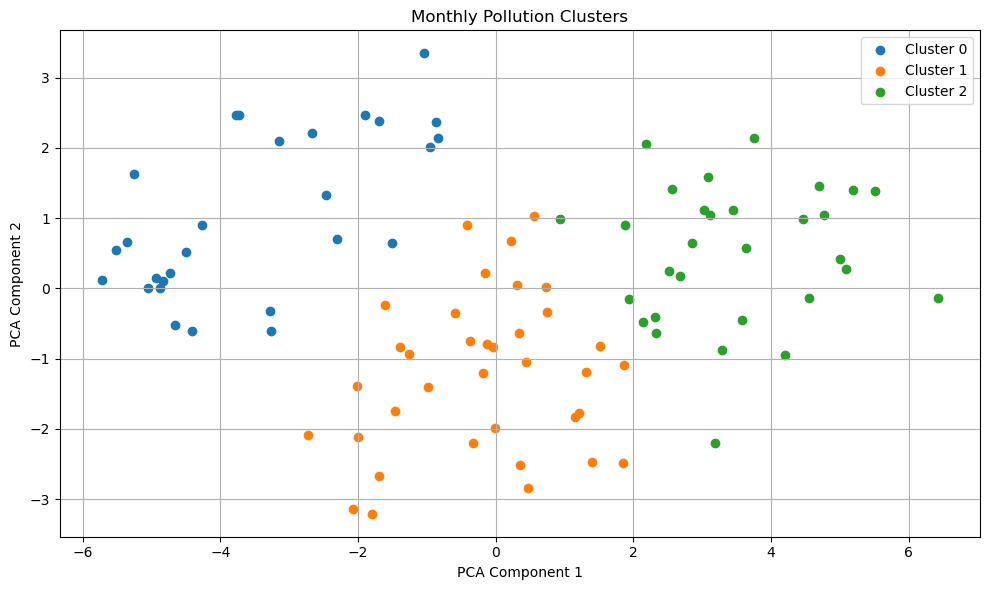 Monthly Pollution Clusters
Cluster 0
Cluster 1
Cluster 2
3
2
1
0
−1
−2
−3
PCA Component 2
−6 −4 −2 0 2 4 6
PCA Component 1